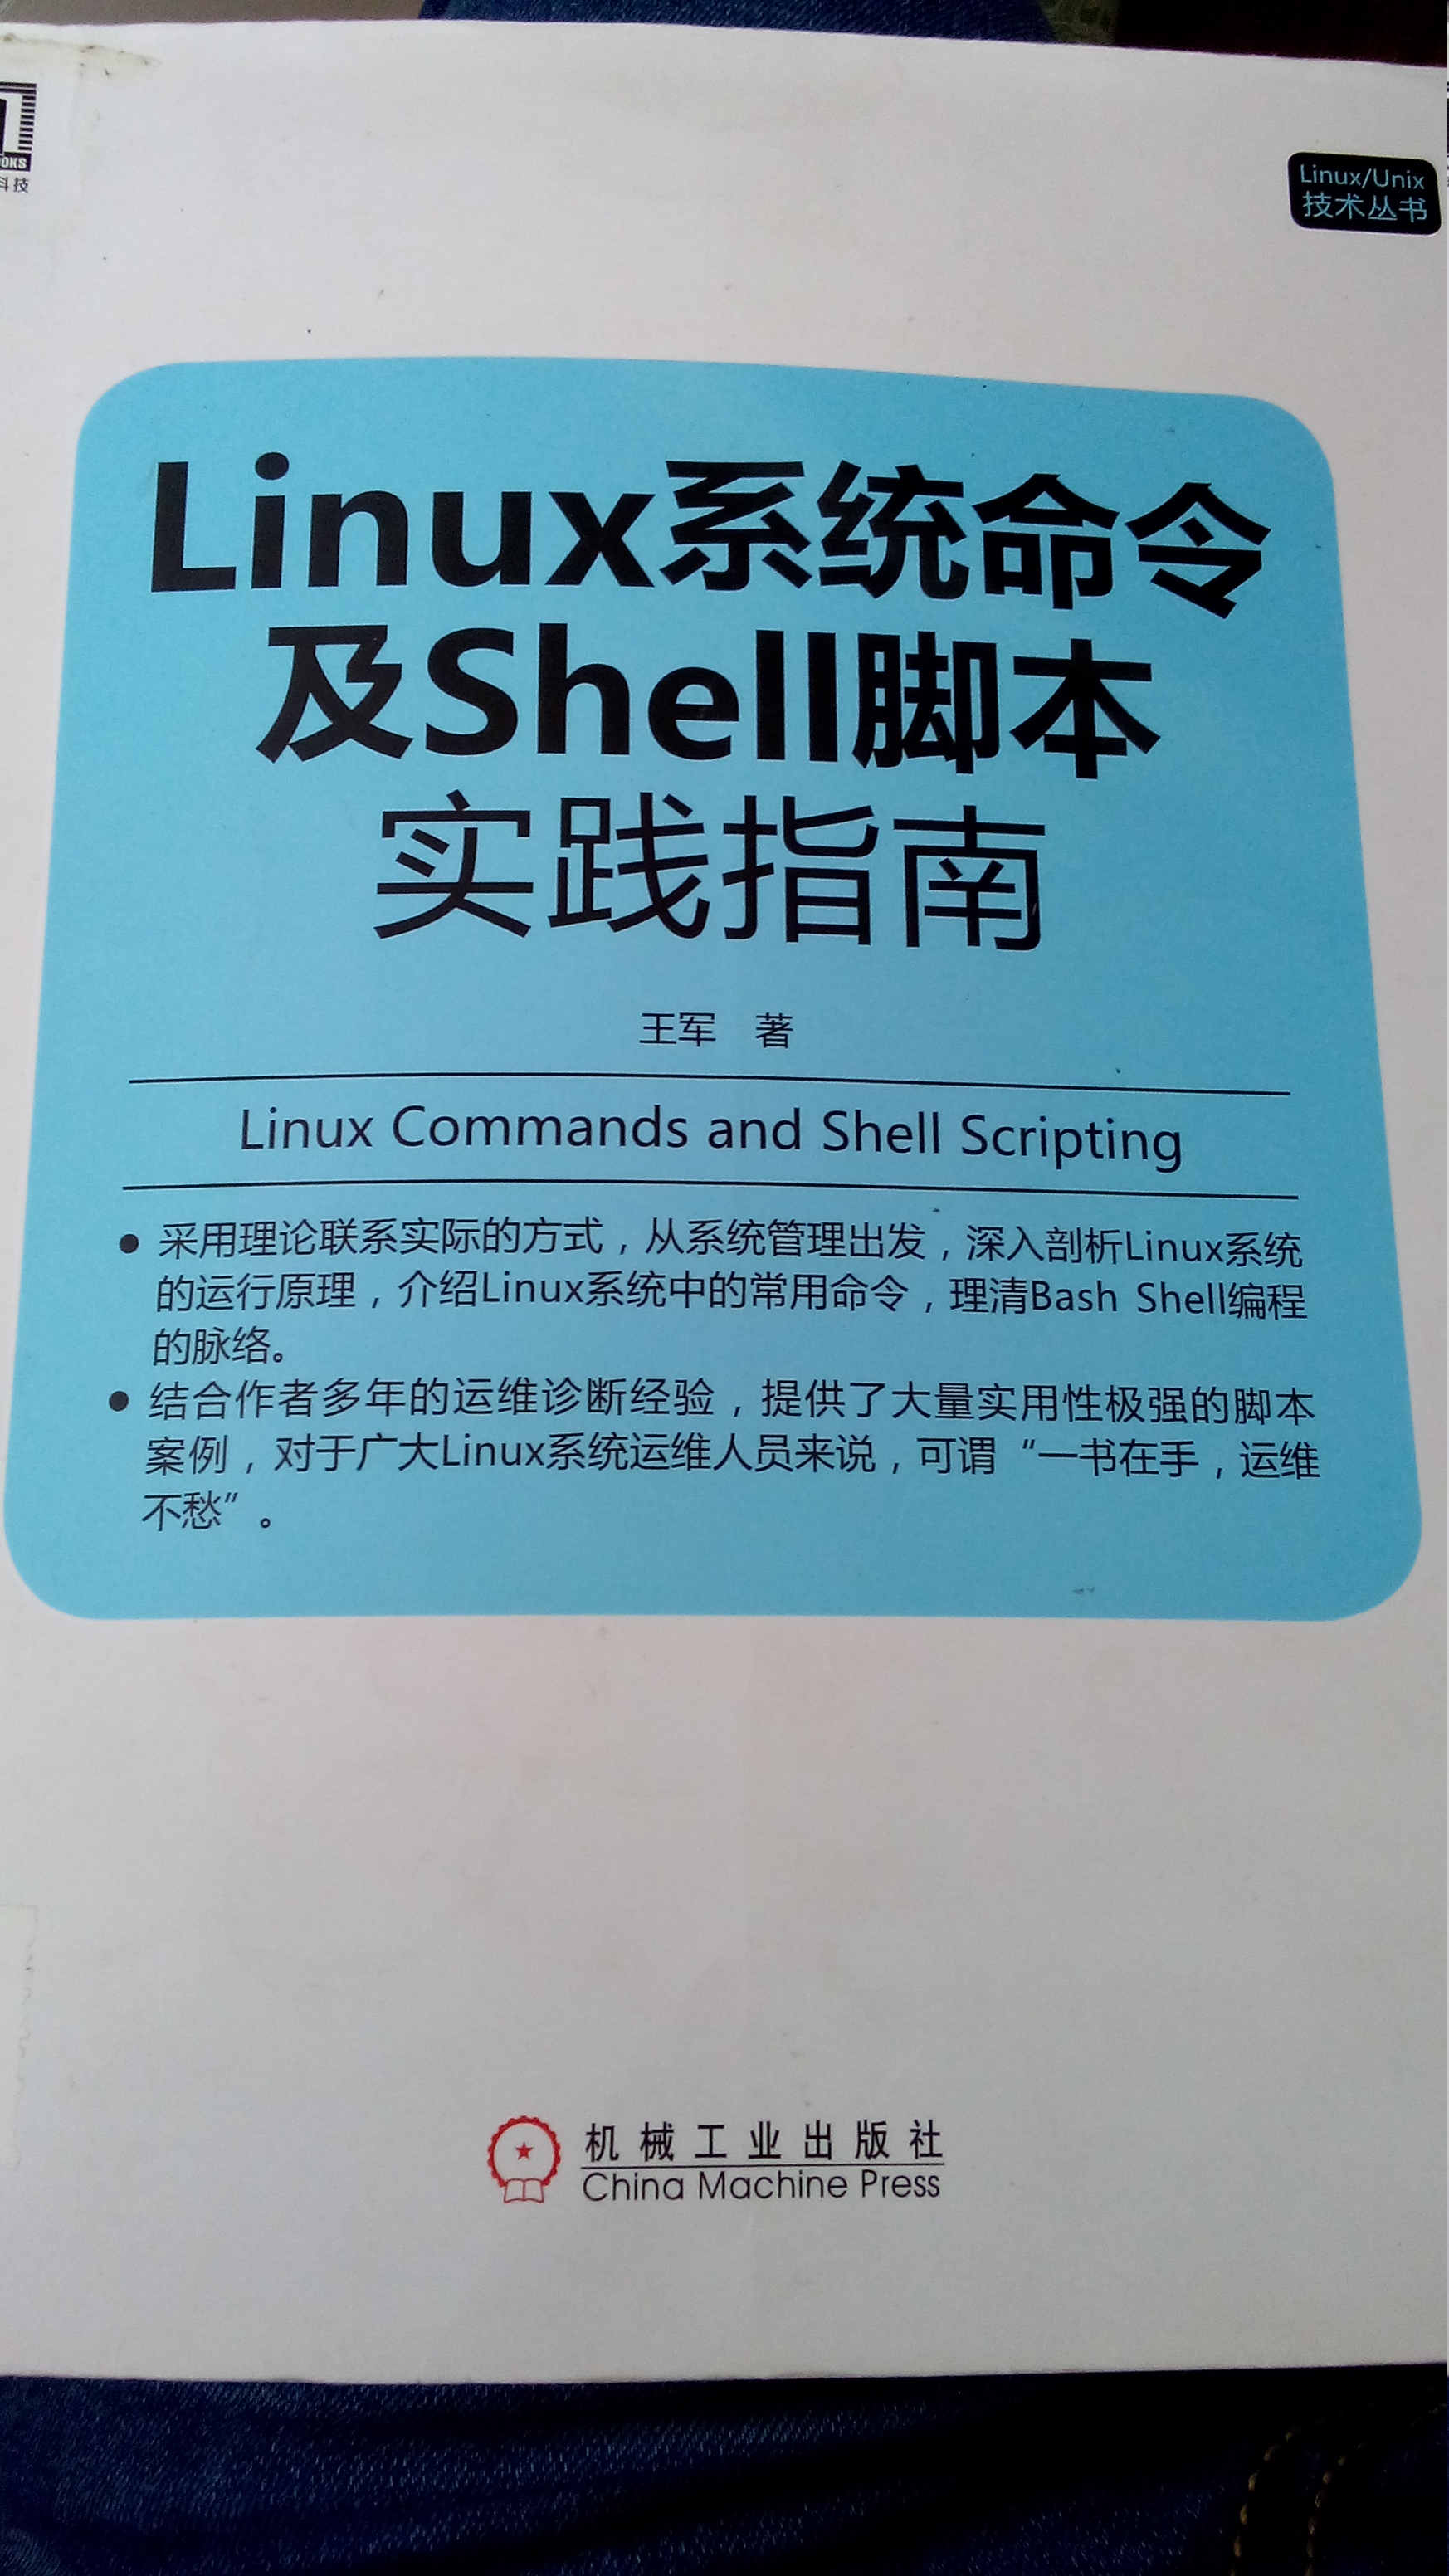 OKS
科技
Linux/Unix
技术丛书
Linux系统命令
及Shell脚本
实践指南
王军 著
Linux Commands and Shell Scripting
● 采用理论联系实际的方式，从系统管理出发，深入剖析Linux系统
的运行原理，介绍Linux系统中的常用命令，理清Bash Shell编程
的脉络。
● 结合作者多年的运维诊断经验，提供了大量实用性极强的脚本
案例，对于广大Linux系统运维人员来说，可谓“一书在手，运维
不愁”。
机械工业出版社
China Machine Press